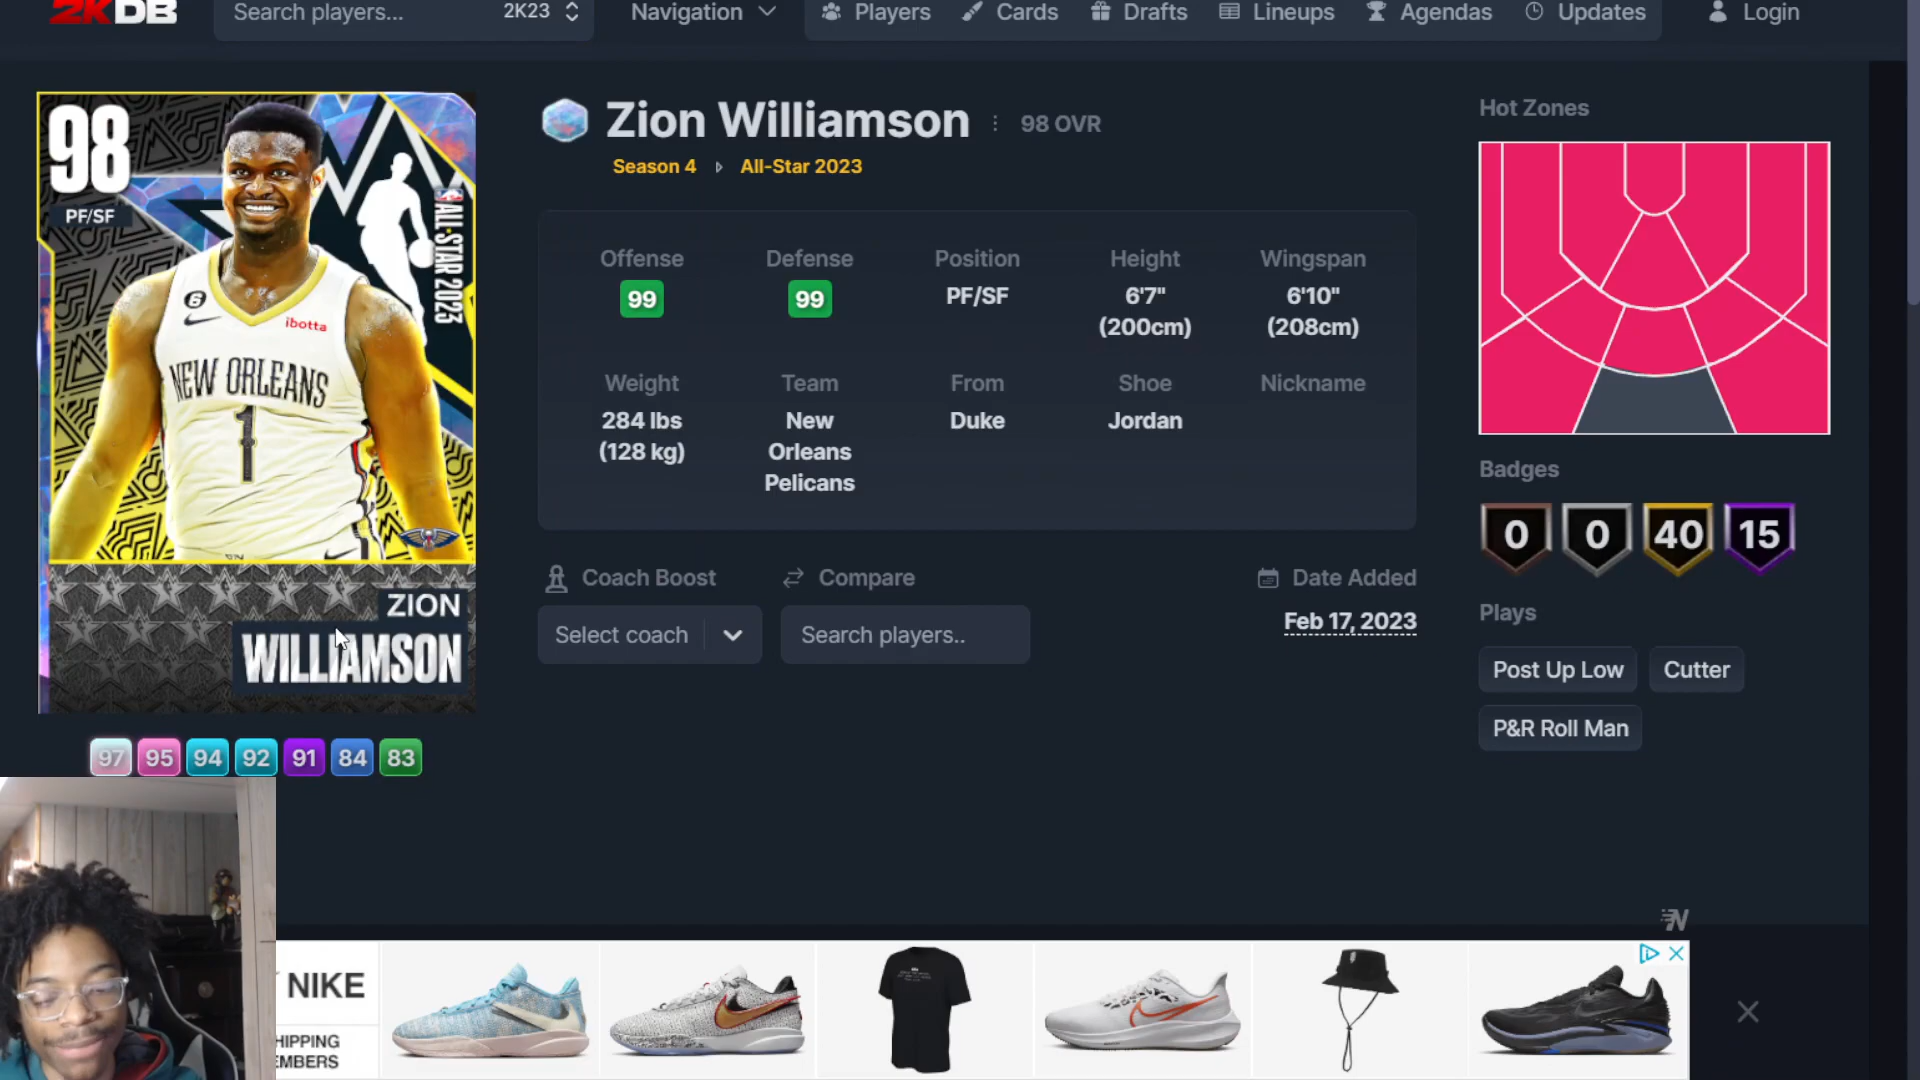 2KDB
Search players...
2K23
Navigation
Players
Cards
Drafts
Lineups
Agendas
Updates
Login
98
PF/SF
ALL-STAR 2023
6
ibotta
NEW ORLEANS
1
ZION
WILLIAMSON
97 95 94 92 91 84 83
Zion Williamson
98 OVR
Season 4
All-Star 2023
Offense
Defense
Position
Height
Wingspan
99
99
PF/SF
6'7"
(200cm)
6'10"
(208cm)
Weight
Team
From
Shoe
Nickname
284 lbs
(128 kg)
New
Orleans
Pelicans
Duke
Jordan
Coach Boost
Compare
Date Added
Select coach
Search players..
Feb 17, 2023
Hot Zones
Badges
0 0 40 15
Plays
Post Up Low
Cutter
P&R Roll Man
N
NIKE
HIPPING
EMBERS